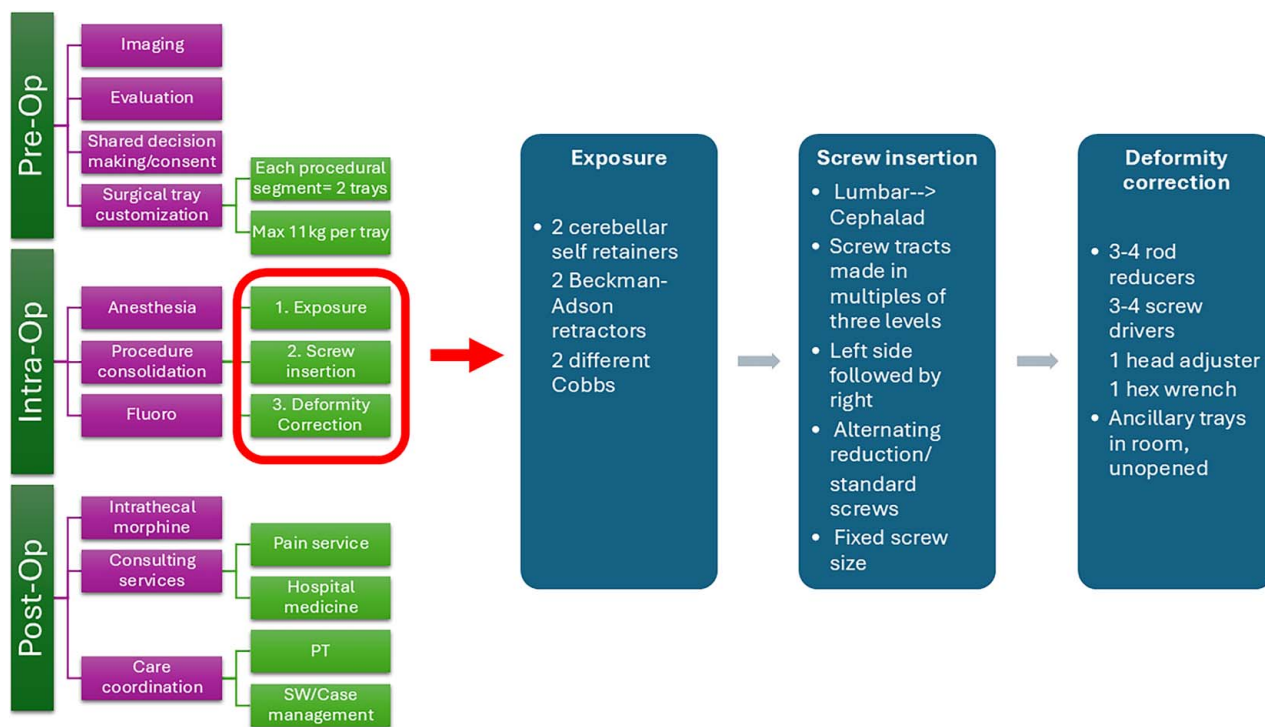 Pre-Op
Imaging
Evaluation
Shared decision
making/consent
Surgical tray
customization
Each procedural
segment= 2 trays
Max 11kg per tray
Intra-Op
Anesthesia
Procedure
consolidation
Fluoro
1. Exposure
2. Screw
insertion
3. Deformity
Correction
Post-Op
Intrathecal
morphine
Consulting
services
Pain service
Hospital
medicine
Care
coordination
PT
SW/Case
management
Exposure
• 2 cerebellar
self retainers
2 Beckman-
Adson
retractors
2 different
Cobbs
Screw insertion
• Lumbar-->
Cephalad
• Screw tracts
made in
multiples of
three levels
• Left side
followed by
right
• Alternating
reduction/
standard
screws
• Fixed screw
size
Deformity
correction
• 3-4 rod
reducers
3-4 screw
drivers
1 head adjuster
1 hex wrench
• Ancillary trays
in room,
unopened